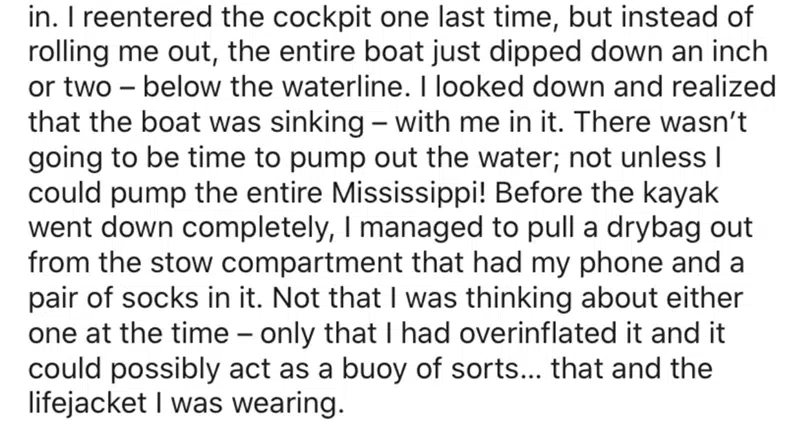 in. I reentered the cockpit one last time, but instead of
rolling me out, the entire boat just dipped down an inch
or two – below the waterline. I looked down and realized
that the boat was sinking – with me in it. There wasn’t
going to be time to pump out the water; not unless I
could pump the entire Mississippi! Before the kayak
went down completely, I managed to pull a drybag out
from the stow compartment that had my phone and a
pair of socks in it. Not that I was thinking about either
one at the time – only that I had overinflated it and it
could possibly act as a buoy of sorts... that and the
lifejacket I was wearing.